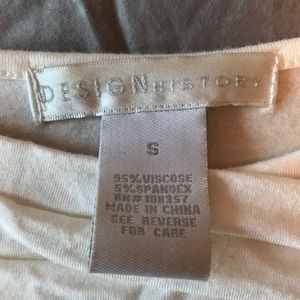 DESIGNHISTORY
S
95% VISCOSE
5% SPANDEX
RN# 108357
MADE IN CHINA
SEE REVERSE
FOR CARE